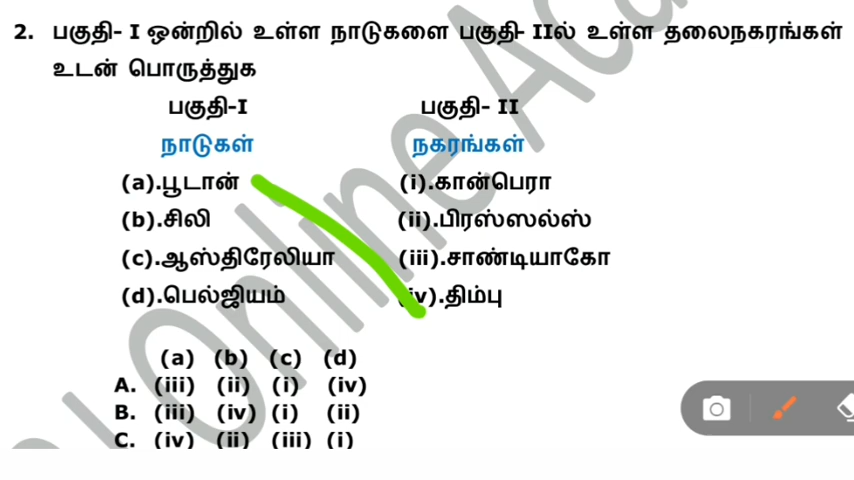 2. பகுதி- I ஒன்றில் உள்ள நாடுகளை பகுதி- IIல் உள்ள தலைநகரங்கள்
உடன் பொருத்துக
பகுதி-I பகுதி- II
நாடுகள் நகரங்கள்
(a).பூடான் (i).கான்பெரா
(b).சிலி (ii).பிரஸ்ஸல்ஸ்
(c).ஆஸ்திரேலியா (iii).சாண்டியாகோ
(d).பெல்ஜியம் (iv).திம்பு
(a) (b) (c) (d)
A. (iii) (ii) (i) (iv)
B. (iii) (iv) (i) (ii)
C. (iv) (ii) (iii) (i)
Online